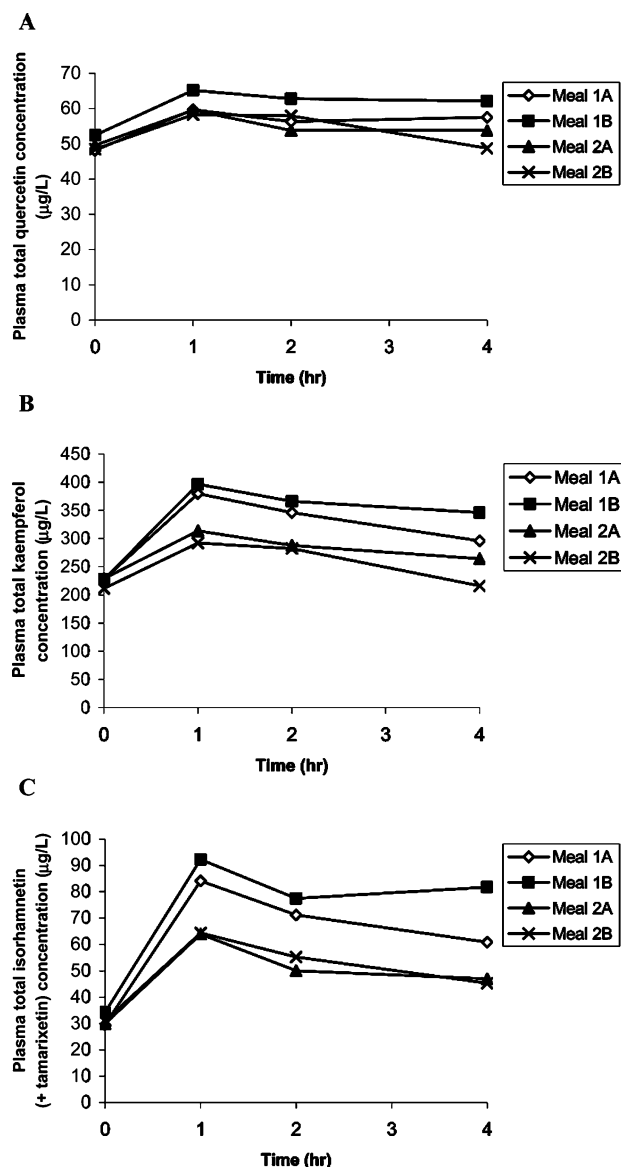 A
Plasma total quercetin concentration
(µg/L)
70
60
50
40
30
20
10
0
0 1 2 3 4
Time (hr)
Meal 1A
Meal 1B
Meal 2A
Meal 2B
B
Plasma total kaempferol
concentration (µg/L)
450
400
350
300
250
200
150
100
50
0
0 1 2 3 4
Time (hr)
Meal 1A
Meal 1B
Meal 2A
Meal 2B
C
Plasma total isorhamnetin
(+ tamarixetin) concentration (µg/L)
100
90
80
70
60
50
40
30
20
10
0
0 1 2 3 4
Time (hr)
Meal 1A
Meal 1B
Meal 2A
Meal 2B